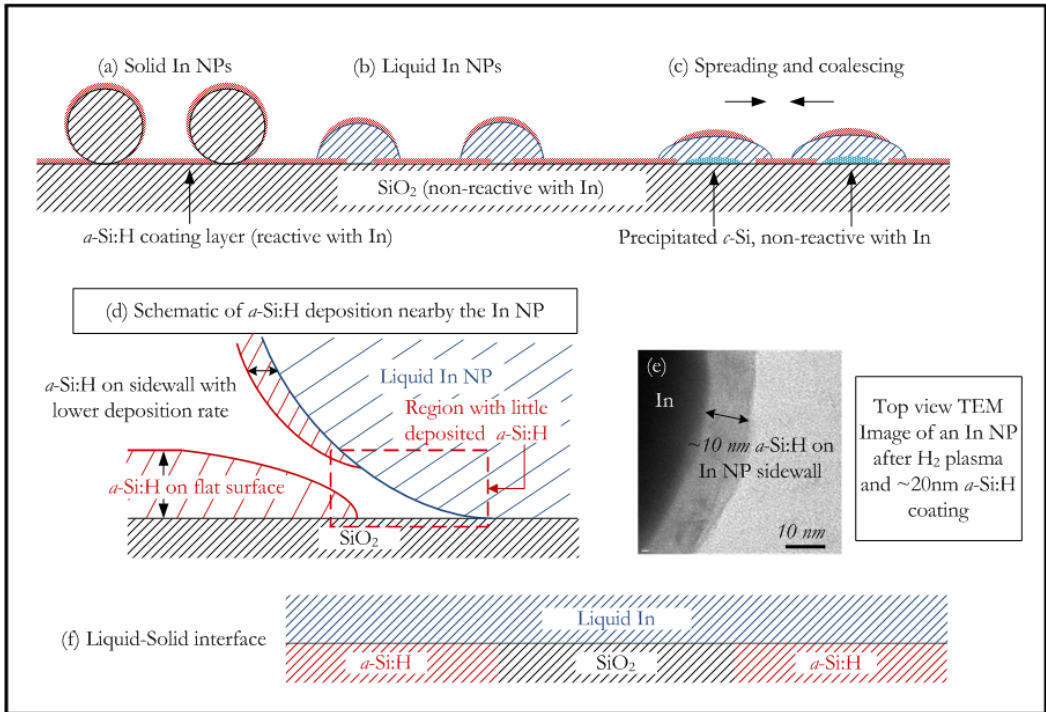 (a) Solid In NPs
(b) Liquid In NPs
(c) Spreading and coalescing
SiO₂ (non-reactive with In)
a-Si:H coating layer (reactive with In)
Precipitated c-Si, non-reactive with In
(d) Schematic of a-Si:H deposition nearby the In NP
a-Si:H on sidewall with
lower deposition rate
Liquid In NP
Region with little
deposited a-Si:H
a-Si:H on flat surface
SiO₂
(e)
In
~10 nm a-Si:H on
In NP sidewall
10 nm
Top view TEM
Image of an In NP
after H₂ plasma
and ~20nm a-Si:H
coating
(f) Liquid-Solid interface
Liquid In
a-Si:H
SiO₂
a-Si:H